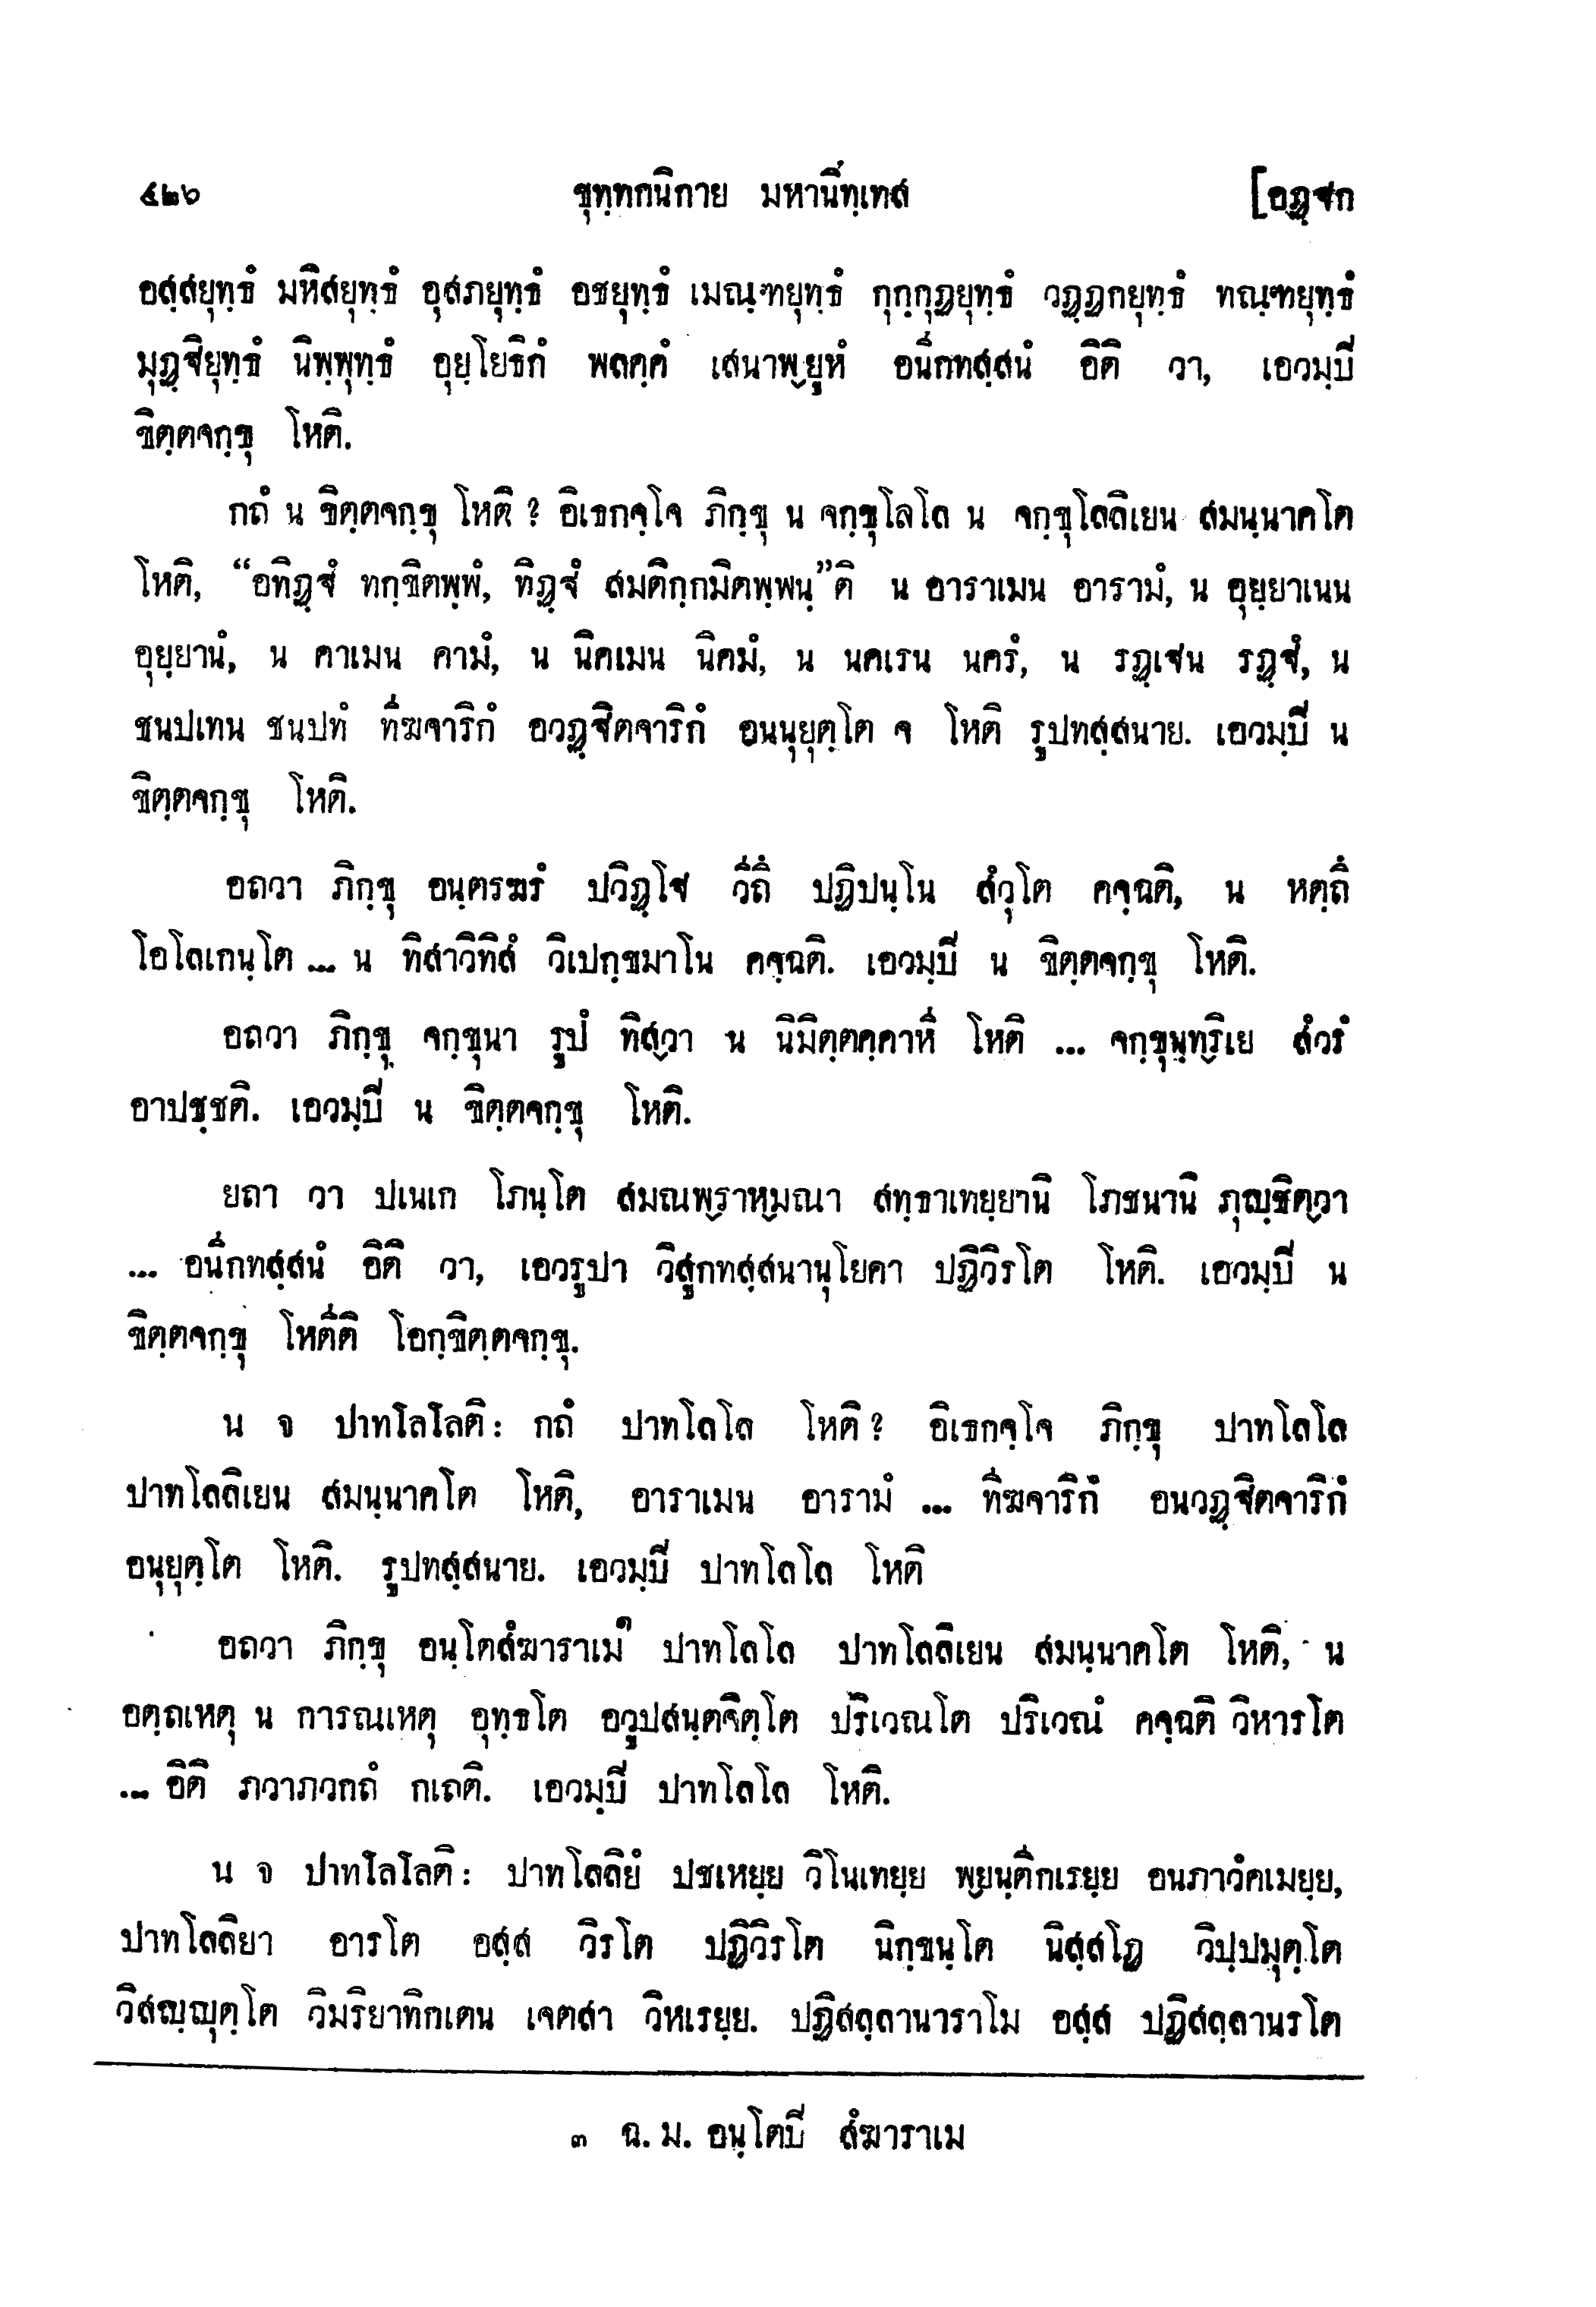 ๕๒๖ ขุทฺทกนิกาย มหานิทฺเทส [อฏฺฐก
อสฺสยุทฺธํ มหิสยุทฺธํ อุสภยุทฺธํ อชยุทฺธํ เมณฺฑยุทฺธํ กุกฺกุฏยุทฺธํ วฏฺฏกยุทฺธํ ทณฺฑยุทฺธํ
มุฏฺฐิยุทฺธํ นิพฺพุทฺธํ อุยฺโยธิกํ พลคฺคํ เสนาพฺยูหํ อนีกทสฺสนํ อิติ วา, เอวมฺปิ
ขิตฺตจกฺขุ โหติ.
กถํ น ขิตฺตจกฺขุ โหติ ? อิเธกจฺโจ ภิกฺขุ น จกฺขุโลโล น จกฺขุโลลิเยน สมนฺนาคโต
โหติ, “อทิฏฺฐํ ทกฺขิตพฺพํ, ทิฏฺฐํ สมติกฺกมิตพฺพนฺ”ติ น อาราเมน อารามํ, น อุยฺยาเนน
อุยฺยานํ, น คาเมน คามํ, น นิคเมน นิคมํ, น นคเรน นครํ, น รฏฺเฐน รฏฺฐํ, น
ชนปเทน ชนปทํ ทีฆจาริกํ อวฏฺฐิตจาริกํ อนนุยุตฺโต จ โหติ รูปทสฺสนาย. เอวมฺปิ น
ขิตฺตจกฺขุ โหติ.
อถวา ภิกฺขุ อนฺตรฆรํ ปวิฏฺโฐ วีถึ ปฏิปนฺโน สํวุโต คจฺฉติ, น หตฺถึ
โอโลเกนฺโต ... น ทิสาวิทิสํ วิเปกฺขมาโน คจฺฉติ. เอวมฺปิ น ขิตฺตจกฺขุ โหติ.
อถวา ภิกฺขุ จกฺขุนา รูปํ ทิสฺวา น นิมิตฺตคฺคาหี โหติ ... จกฺขุนฺทฺริเย สํวรํ
อาปชฺชติ. เอวมฺปิ น ขิตฺตจกฺขุ โหติ.
ยถา วา ปเนเก โภนฺโต สมณพฺราหฺมณา สทฺธาเทยฺยานิ โภชนานิ ภุญฺชิตฺวา
... อนีกทสฺสนํ อิติ วา, เอวรูปา วิสูกทสฺสนานุโยคา ปฏิวิรโต โหติ. เอวมฺปิ น
ขิตฺตจกฺขุ โหตีติ โอกฺขิตฺตจกฺขุ.
น จ ปาทโลโลติ : กถํ ปาทโลโล โหติ ? อิเธกจฺโจ ภิกฺขุ ปาทโลโล
ปาทโลลิเยน สมนฺนาคโต โหติ, อาราเมน อารามํ ... ทีฆจาริกํ อนวฏฺฐิตจาริกํ
อนุยุตฺโต โหติ. รูปทสฺสนาย. เอวมฺปิ ปาทโลโล โหติ
อถวา ภิกฺขุ อนฺโตสํฆาราเม๓ ปาทโลโล ปาทโลลิเยน สมนฺนาคโต โหติ, น
อตฺถเหตุ น การณเหตุ อุทฺธโต อวูปสนฺตจิตฺโต ปริเวณโต ปริเวณํ คจฺฉติ วิหารโต
... อิติ ภวาภวกถํ กเถติ. เอวมฺปิ ปาทโลโล โหติ.
น จ ปาทโลโลติ : ปาทโลลิยํ ปชเหยฺย วิโนเทยฺย พฺยนฺตีกเรยฺย อนภาวํคเมยฺย,
ปาทโลลิยา อารโต อสฺส วิรโต ปฏิวิรโต นิกฺขนฺโต นิสฺสโฏ วิปฺปมุตฺโต
วิสญฺญุตฺโต วิมริยาทิกเตน เจตสา วิหเรยฺย. ปฏิสลฺลานาราโม อสฺส ปฏิสลฺลานรโต
๓ ฉ. ม. อนฺโตปิ สํฆาราเม